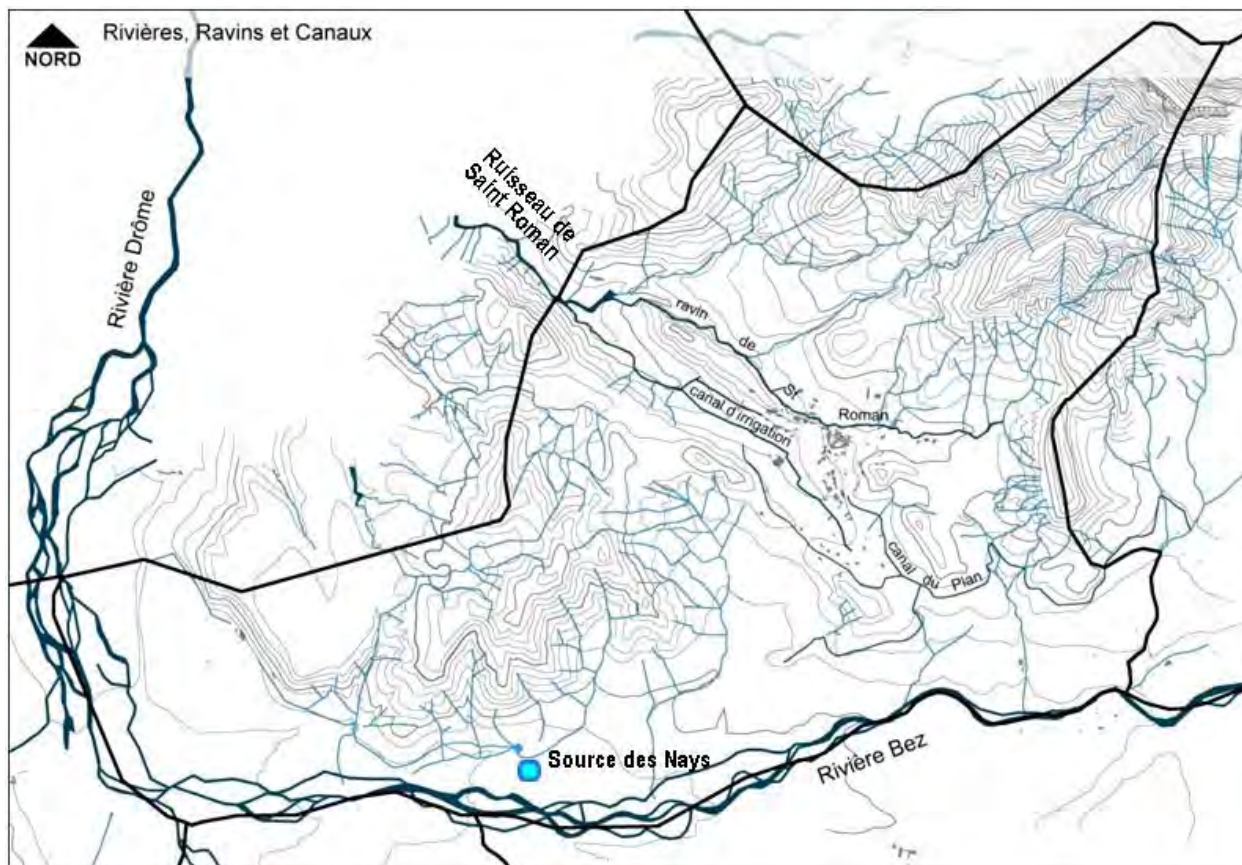 Rivières, Ravins et Canaux
NORD
Rivière Drôme
Ruisseau de
Saint Roman
ravin de St Roman
canal d'irrigation
canal du Plan
Source des Nays
Rivière Bez